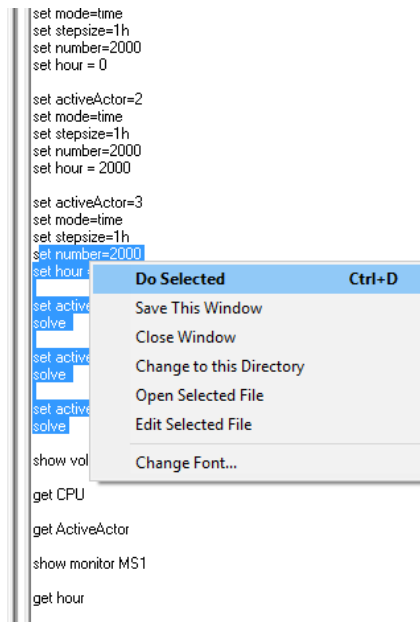 set mode=time
set stepsize=1h
set number=2000
set hour = 0
set activeActor=2
set mode=time
set stepsize=1h
set number=2000
set hour = 2000
set activeActor=3
set mode=time
set stepsize=1h
set number=2000
set hour
Do Selected Ctrl+D
Save This Window
set active
solve
Close Window
Change to this Directory
set active
solve
Open Selected File
Edit Selected File
set active
solve
Change Font...
show vol
get CPU
get ActiveActor
show monitor MS1
get hour